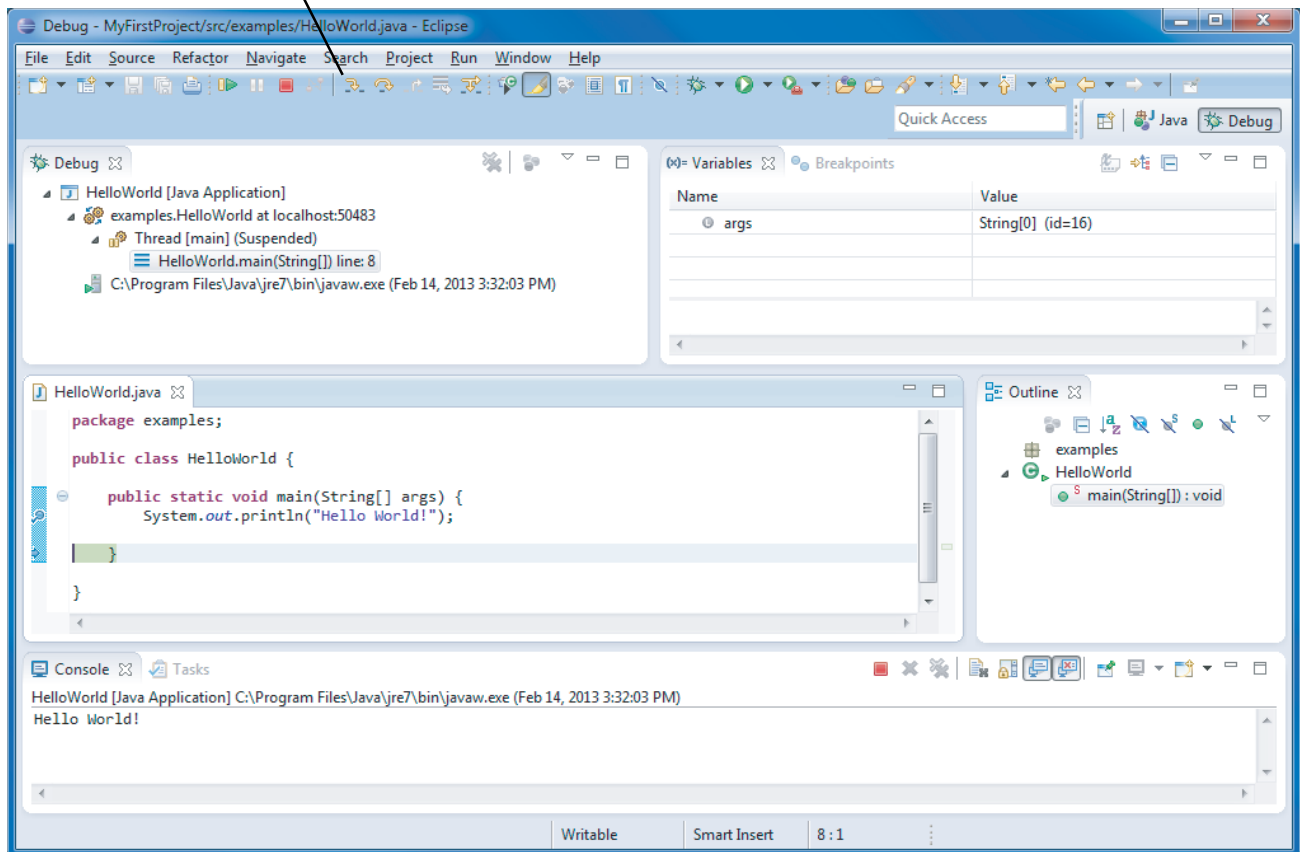 Debug - MyFirstProject/src/examples/HelloWorld.java - Eclipse
File Edit Source Refactor Navigate Search Project Run Window Help
Quick Access
Java Debug
Debug
HelloWorld [Java Application]
examples.HelloWorld at localhost:50483
Thread [main] (Suspended)
HelloWorld.main(String[]) line: 8
C:\Program Files\Java\jre7\bin\javaw.exe (Feb 14, 2013 3:32:03 PM)
(x)= Variables Breakpoints
Name Value
args String[0] (id=16)
HelloWorld.java
package examples;
public class HelloWorld {
public static void main(String[] args) {
System.out.println("Hello World!");
}
}
Outline
examples
HelloWorld
main(String[]) : void
Console Tasks
HelloWorld [Java Application] C:\Program Files\Java\jre7\bin\javaw.exe (Feb 14, 2013 3:32:03 PM)
Hello World!
Writable Smart Insert 8 : 1